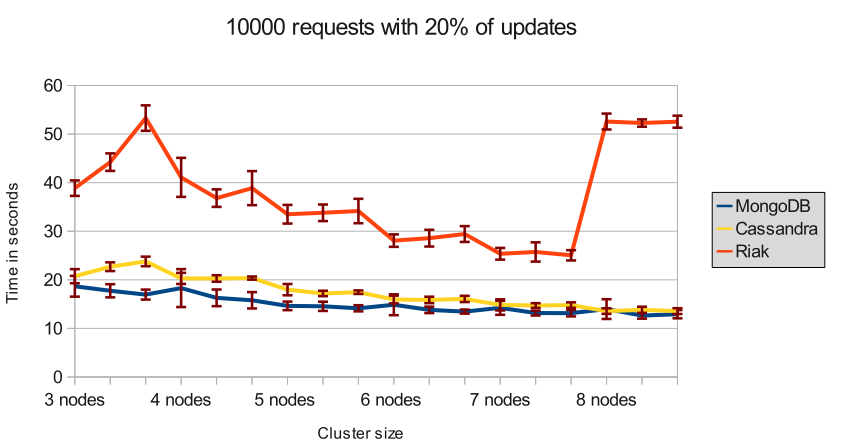 10000 requests with 20% of updates
60
50
40
30
20
10
0
Time in seconds
3 nodes 4 nodes 5 nodes 6 nodes 7 nodes 8 nodes
Cluster size
MongoDB
Cassandra
Riak